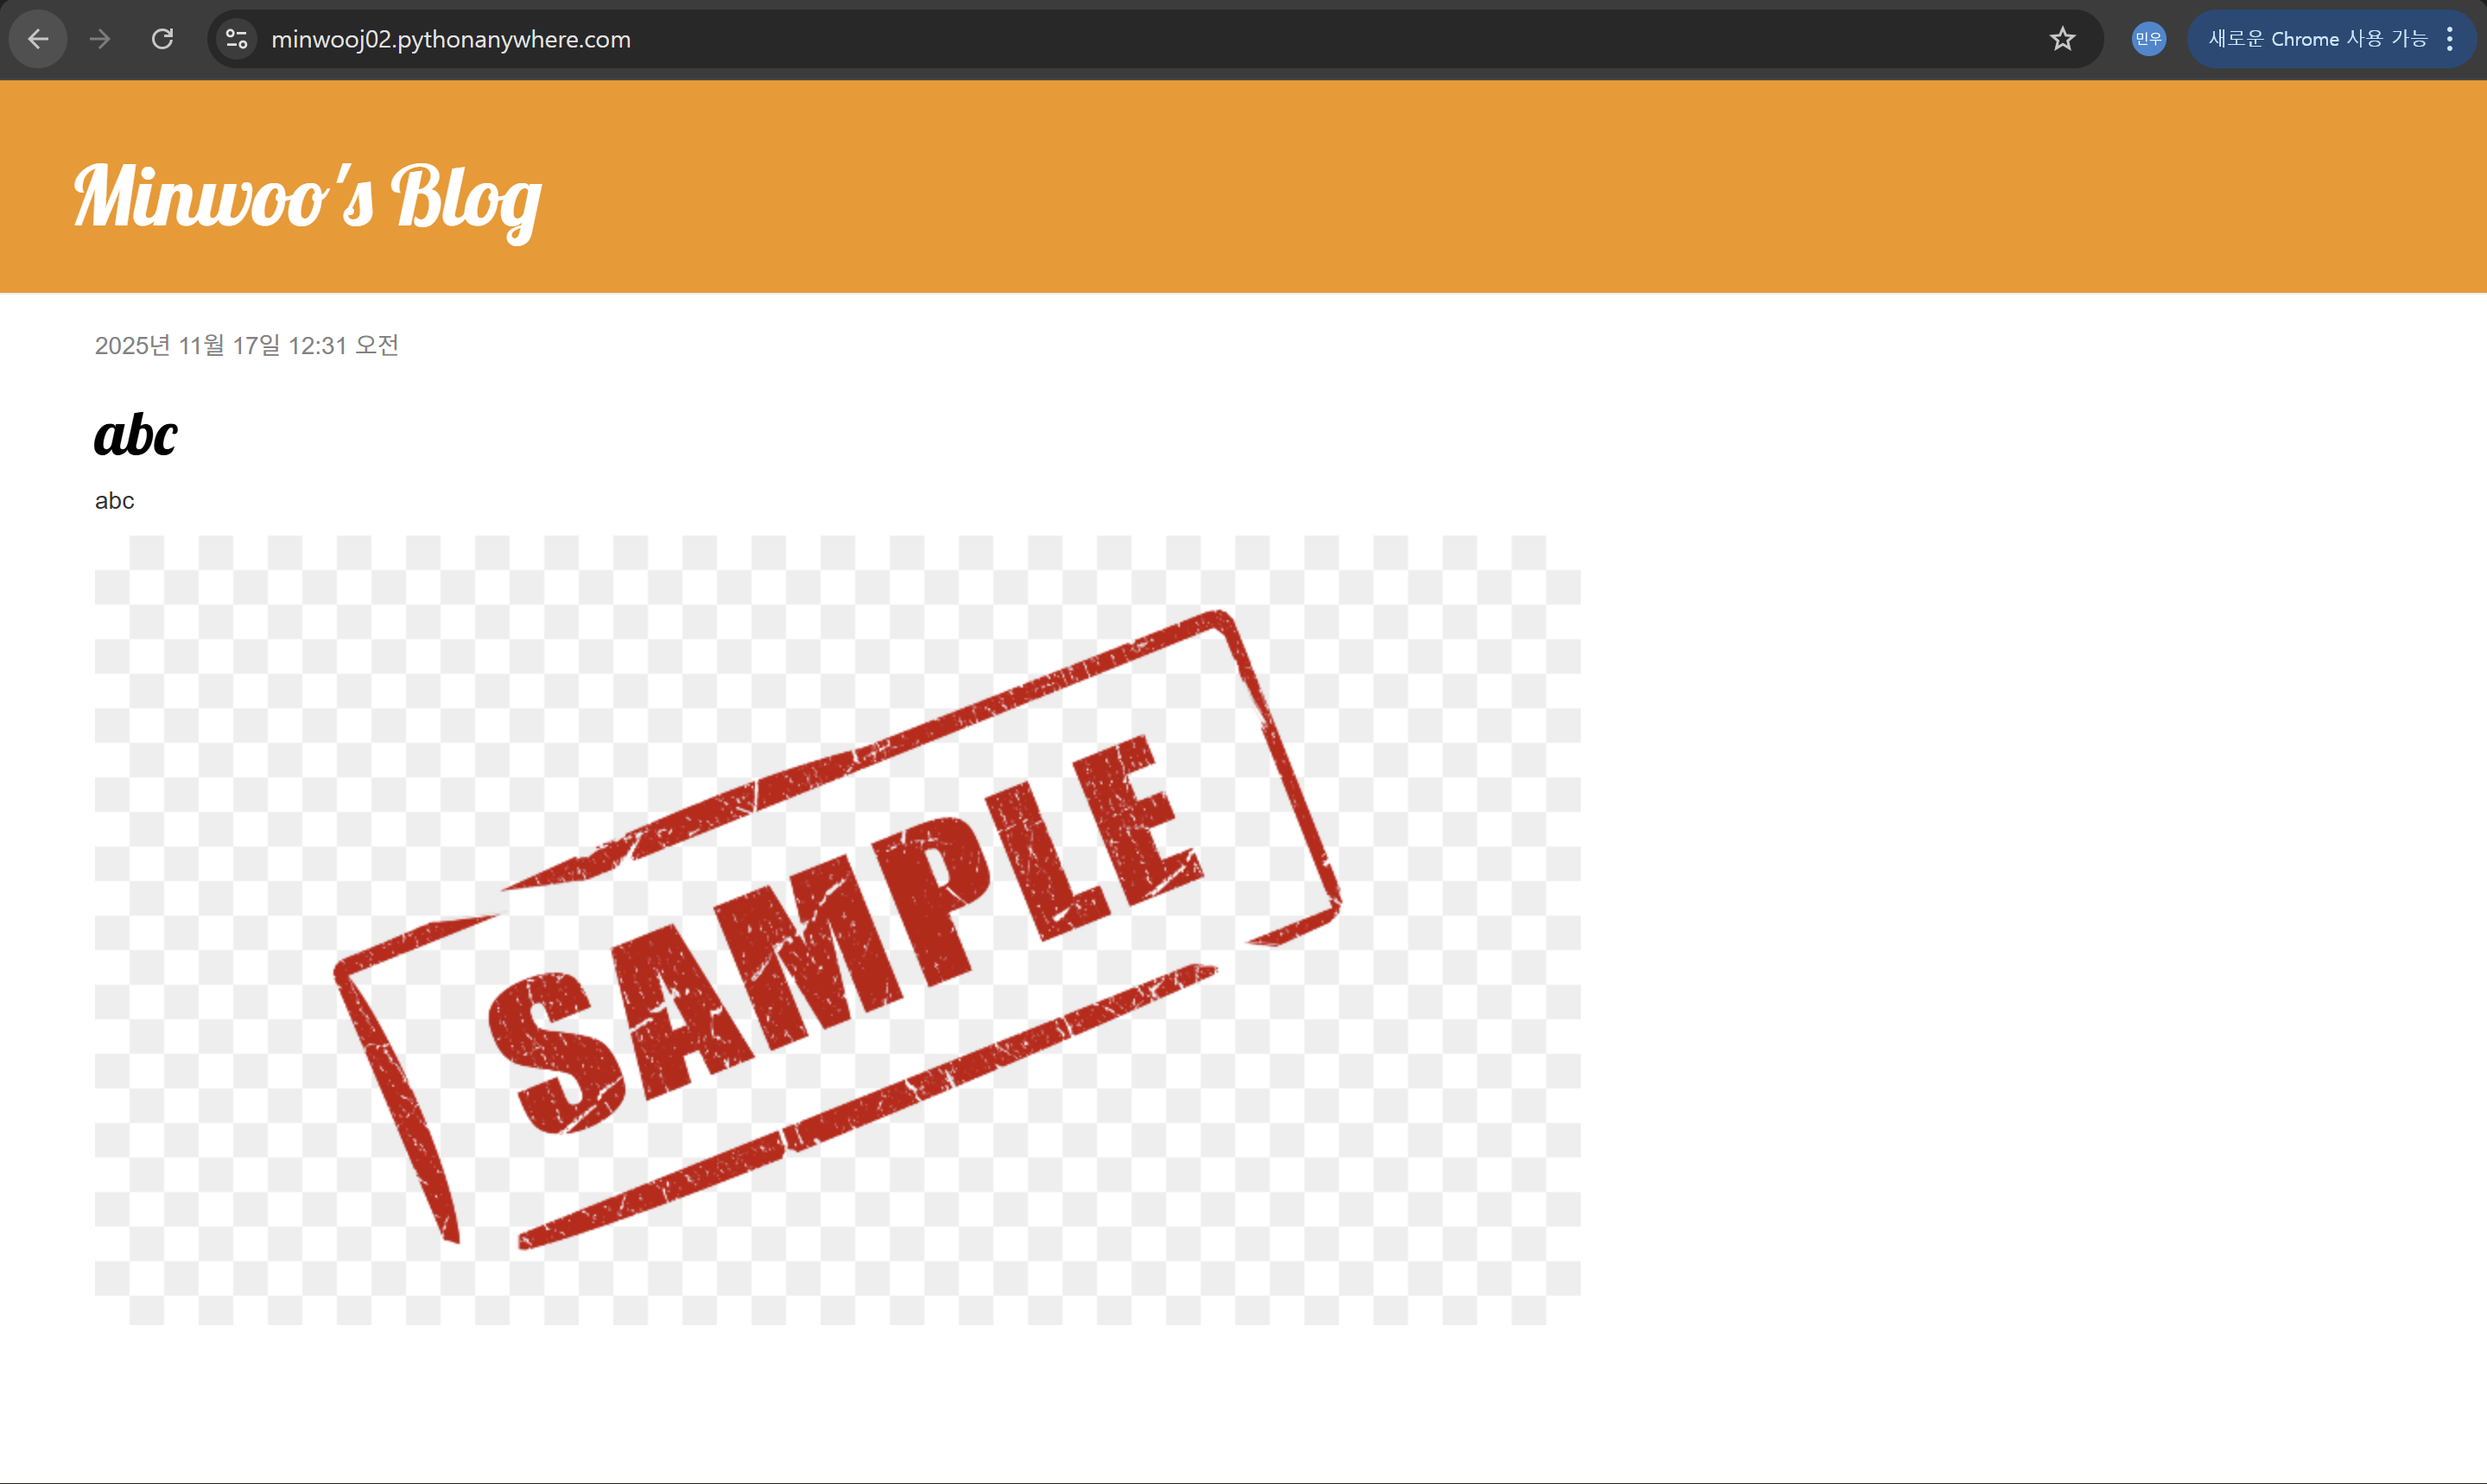 minwooj02.pythonanywhere.com
민우
새로운 Chrome 사용 가능
Minwoo's Blog
2025년 11월 17일 12:31 오전
abc
abc
SAMPLE